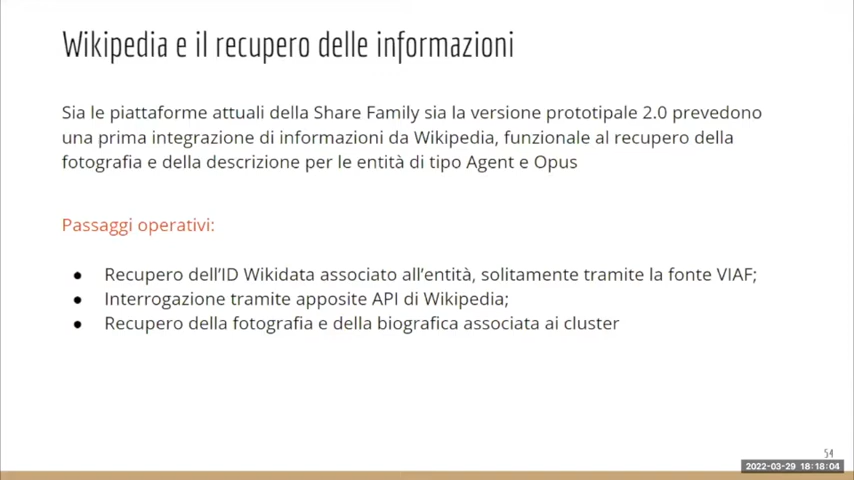 Wikipedia e il recupero delle informazioni
Sia le piattaforme attuali della Share Family sia la versione prototipale 2.0 prevedono
una prima integrazione di informazioni da Wikipedia, funzionale al recupero della
fotografia e della descrizione per le entità di tipo Agent e Opus
Passaggi operativi:
● Recupero dell'ID Wikidata associato all'entità, solitamente tramite la fonte VIAF;
● Interrogazione tramite apposite API di Wikipedia;
● Recupero della fotografia e della biografica associata ai cluster
54
2022-03-29 18:18:04